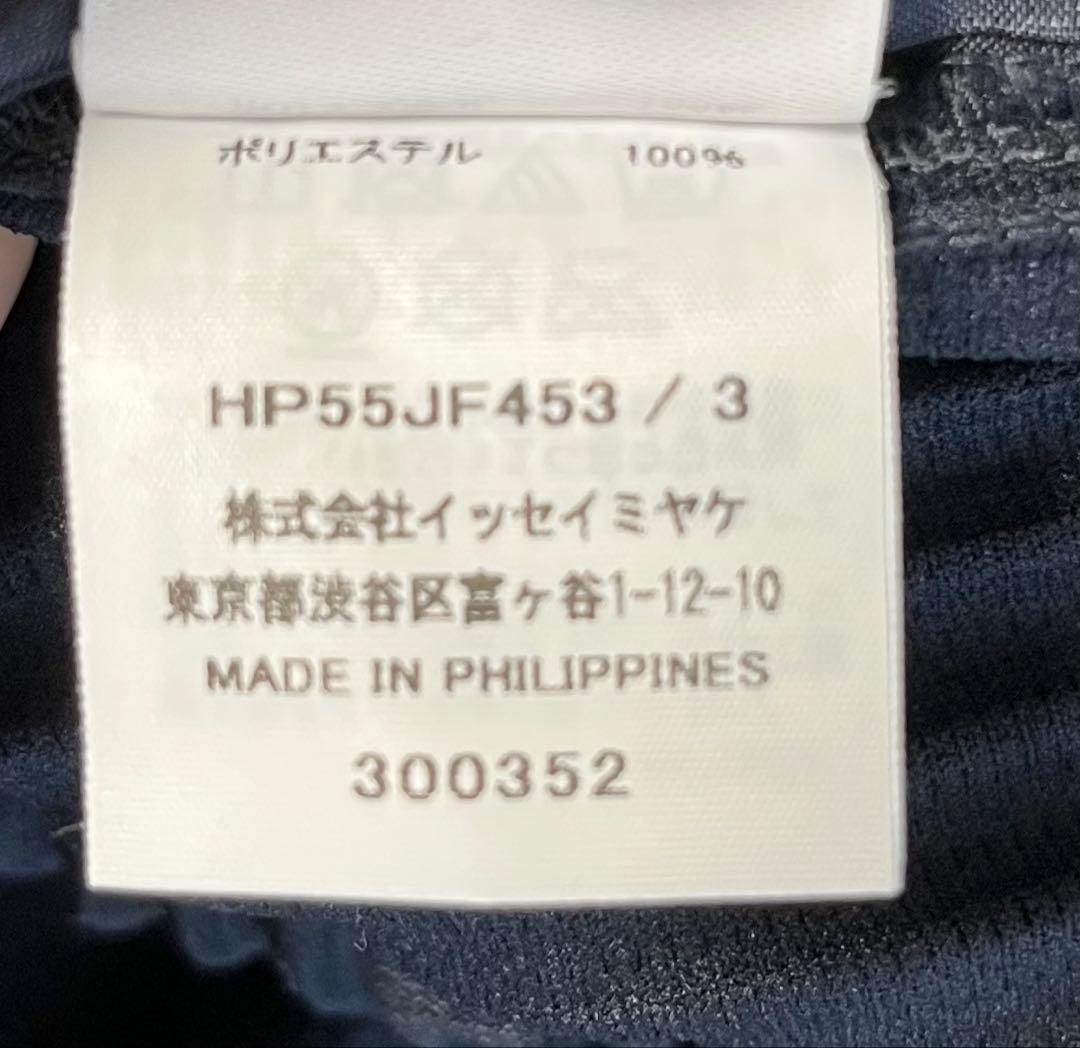 ポリエステル 100%
HP55JF453 / 3
株式会社イッセイミヤケ
東京都渋谷区富ヶ谷1-12-10
MADE IN PHILIPPINES
300352